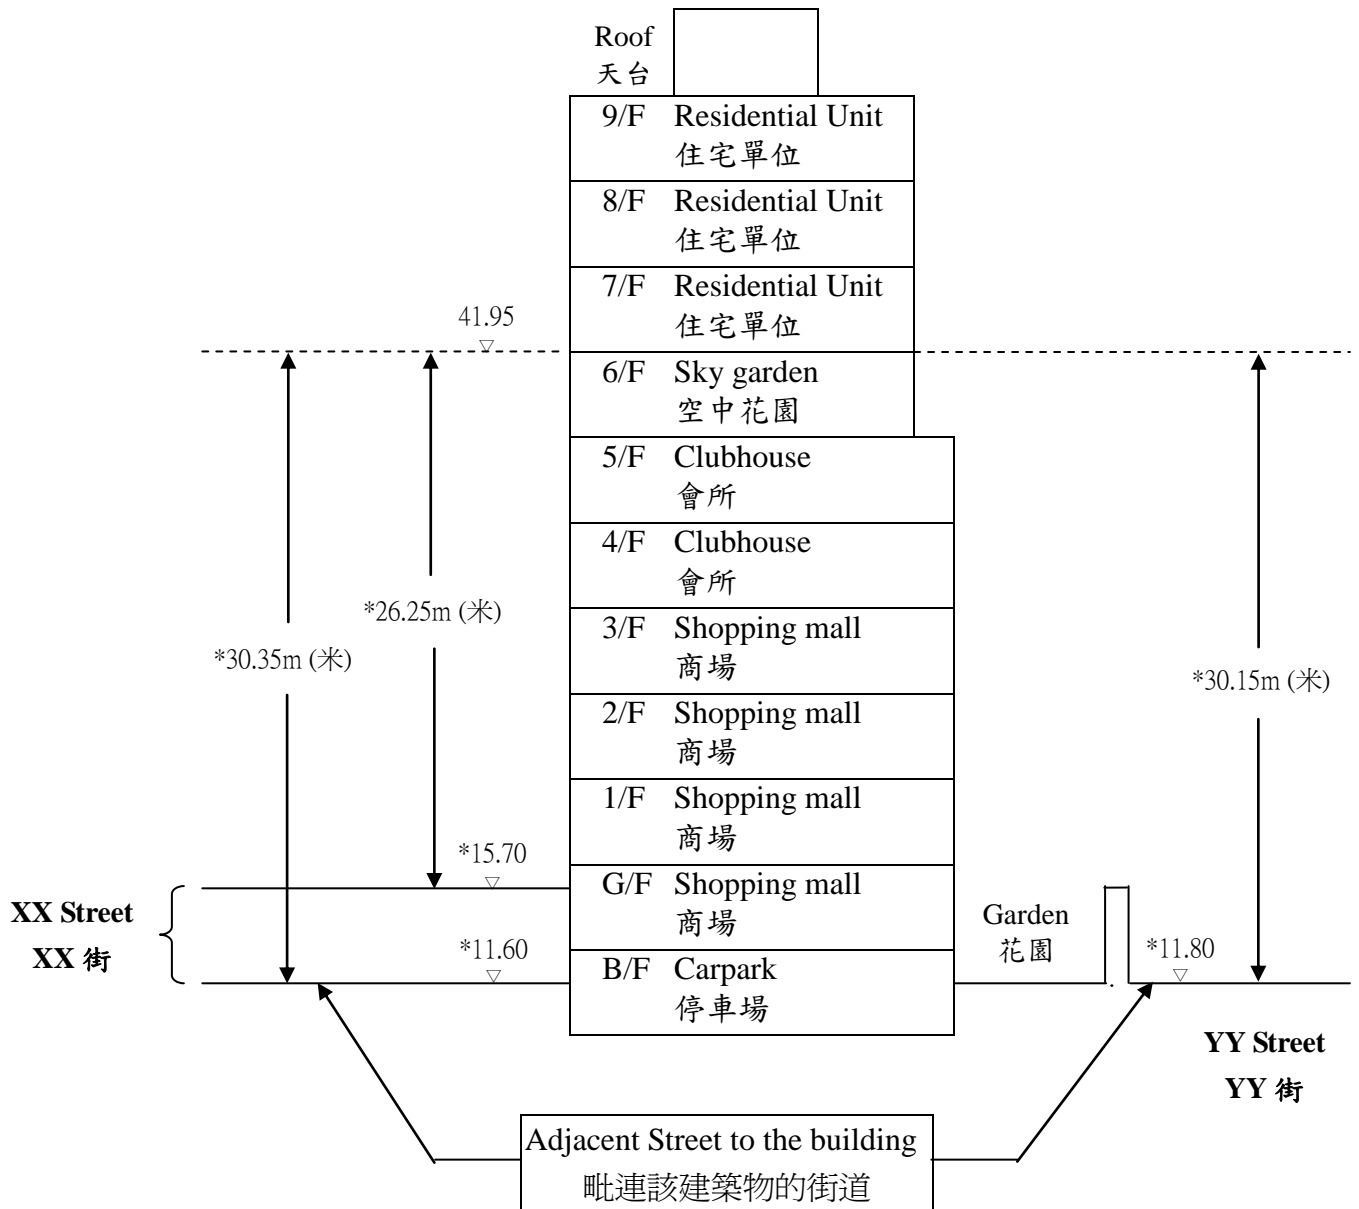 Roof
天台
9/F Residential Unit
住宅單位
8/F Residential Unit
住宅單位
7/F Residential Unit
住宅單位
41.95
6/F Sky garden
空中花園
5/F Clubhouse
會所
4/F Clubhouse
會所
*26.25m (米)
3/F Shopping mall
商場
*30.35m (米)
*30.15m (米)
2/F Shopping mall
商場
1/F Shopping mall
商場
*15.70
G/F Shopping mall
商場
XX Street
XX 街
Garden
花園
*11.60
*11.80
B/F Carpark
停車場
YY Street
YY 街
Adjacent Street to the building
毗連該建築物的街道